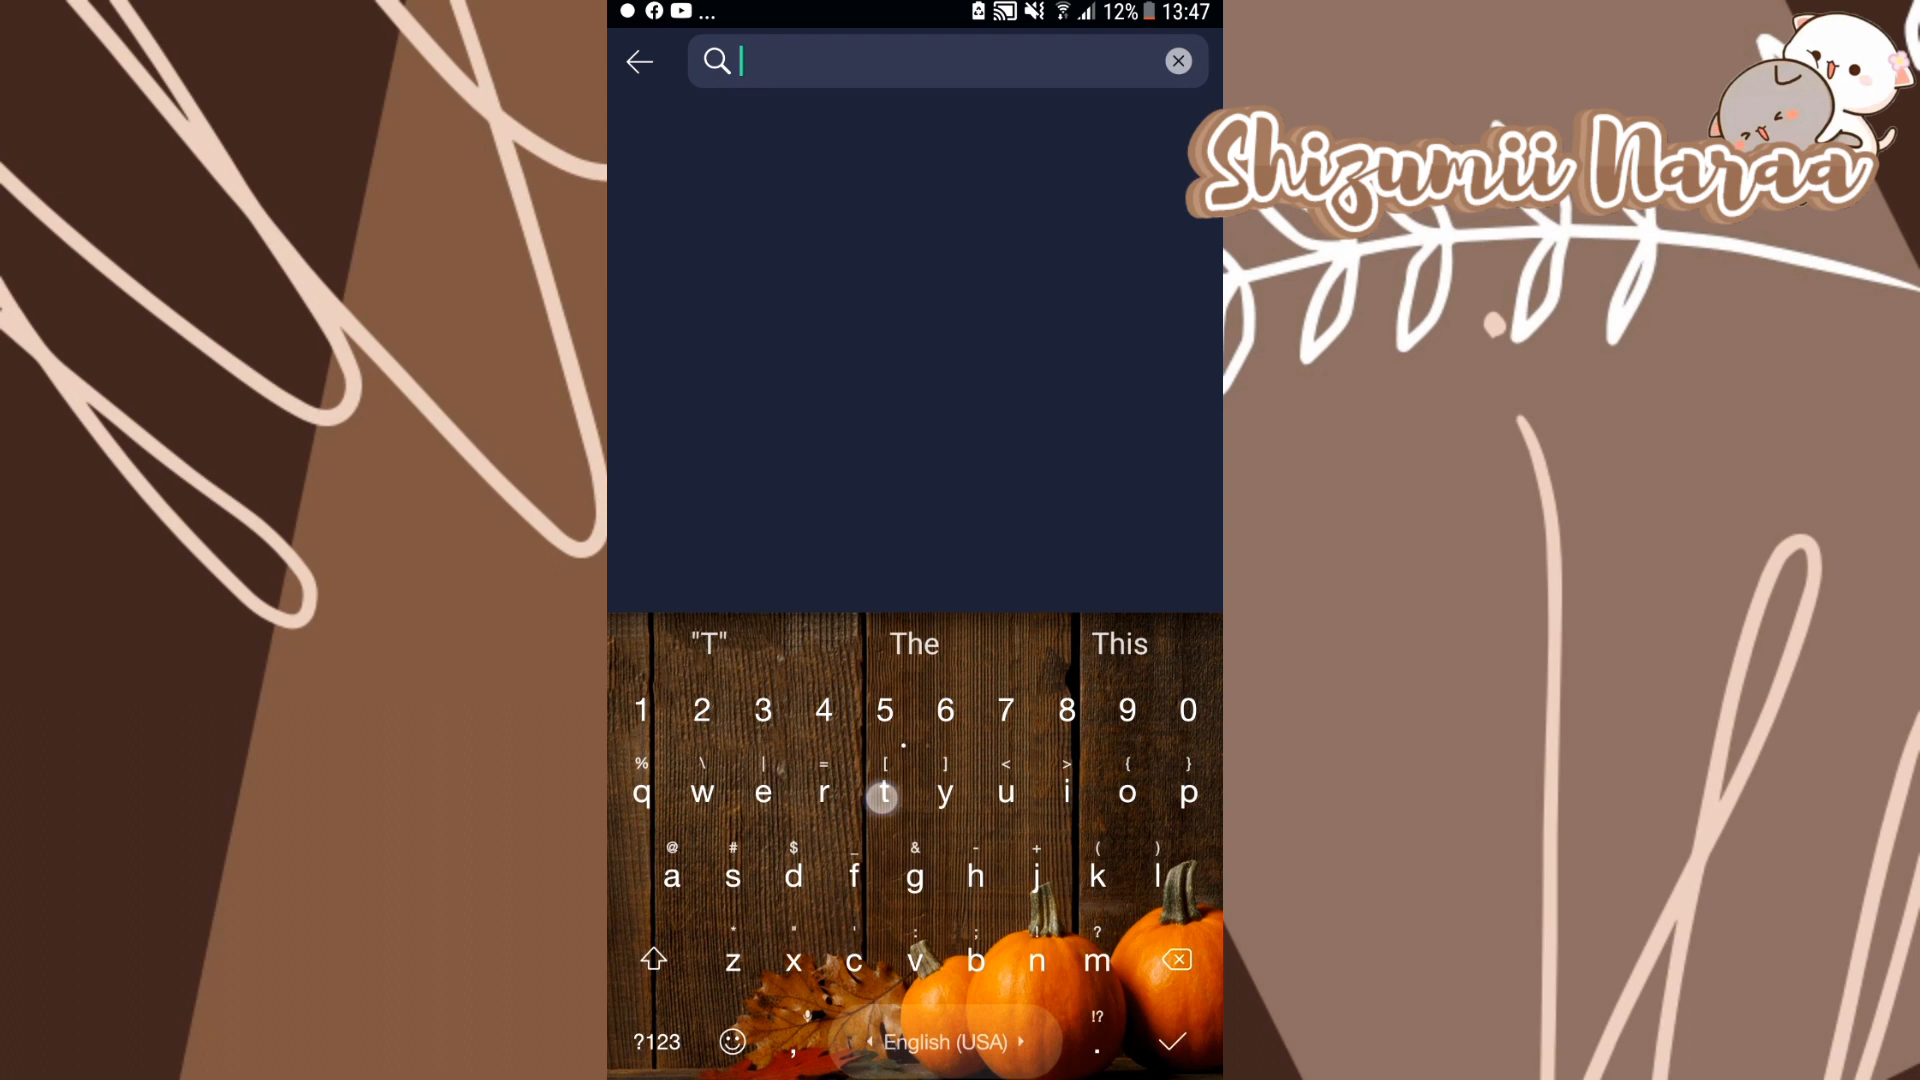 ... 12% 13:47
Shizumii Naraa
"T" The This
1 2 3 4 5 6 7 8 9 0
% \ | = [ ] < > { }
q w e r t y u i o p
@ # $ _ & - + ( )
a s d f g h j k l
* " ' : ; ! ?
z x c v b n m
!?
?123 , English (USA) .